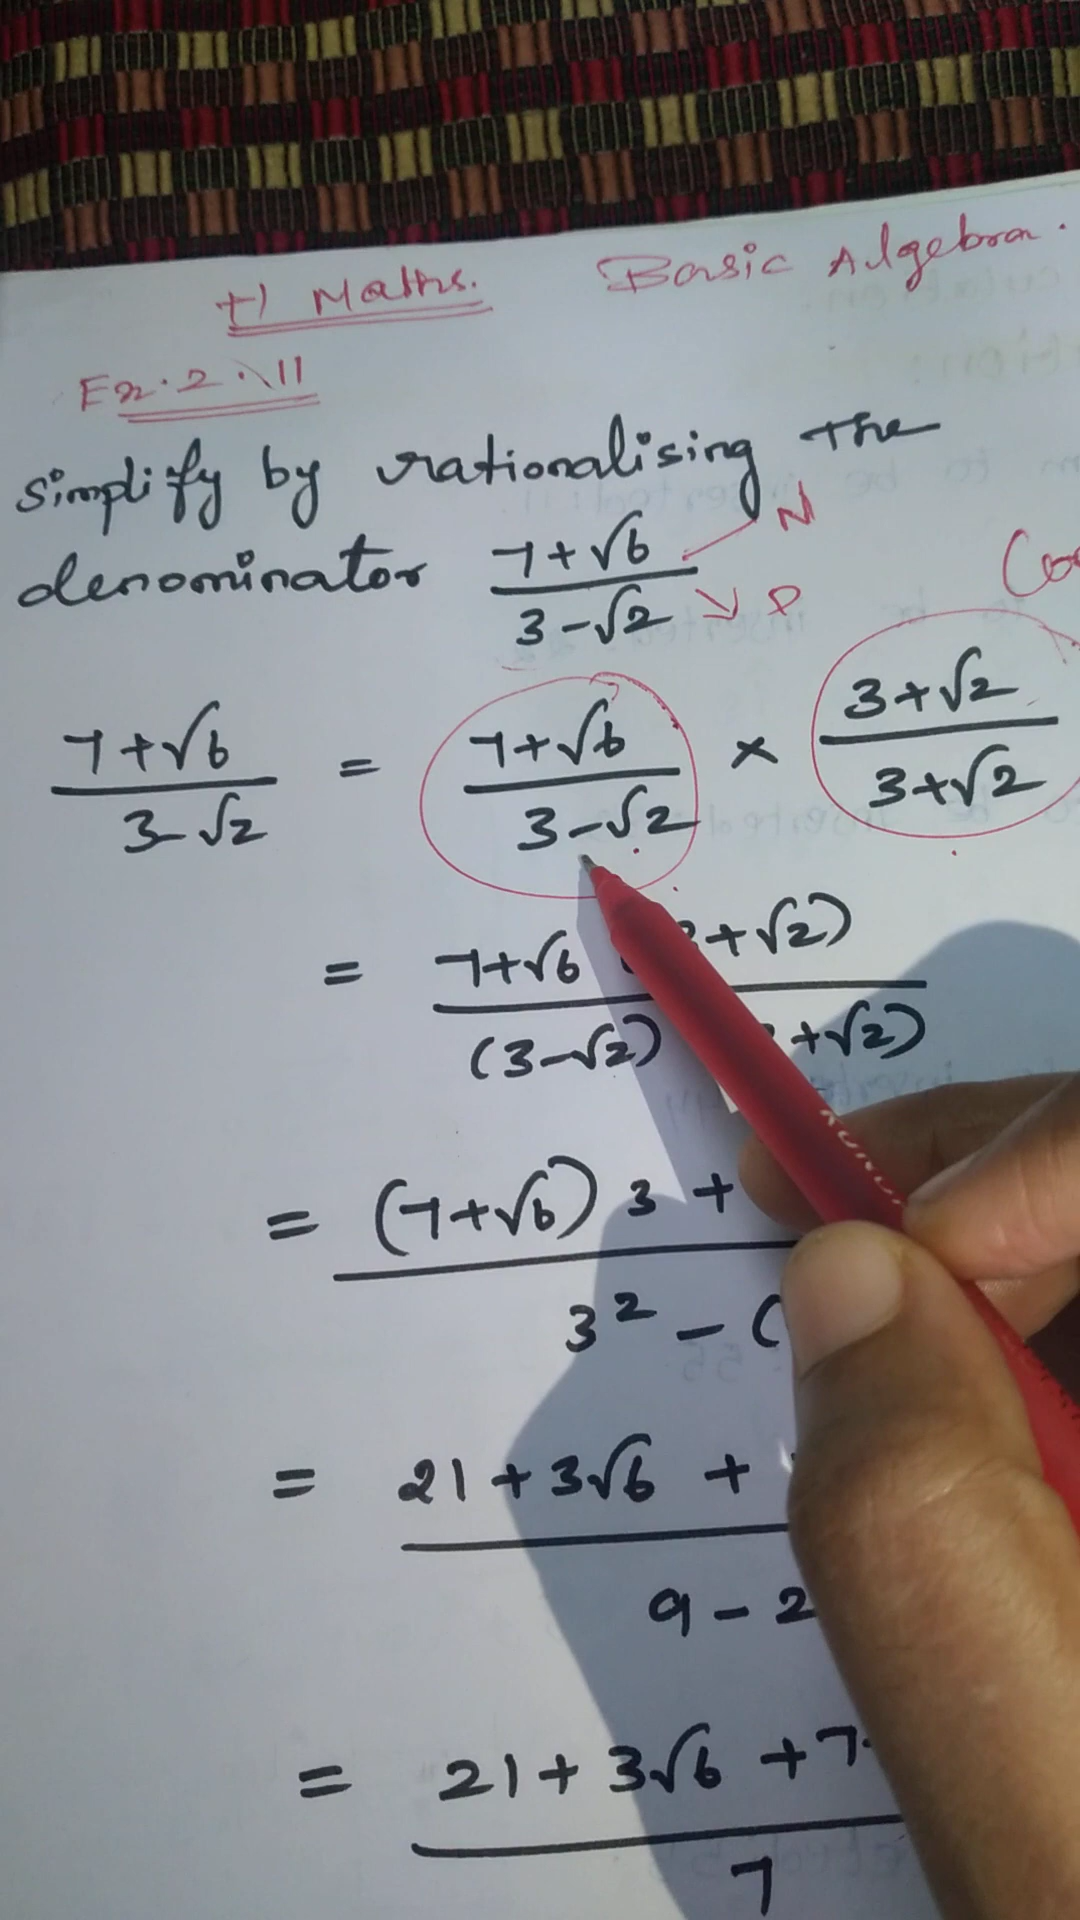 +1 Maths. Basic Algebra.
Ex. 2.11
Simplify by rationalising the
denominator (7+√6)/(3-√2) N D
(7+√6)/(3-√2) = (7+√6)/(3-√2) × (3+√2)/(3+√2)
= 7+√6 +√2)
(3-√2) +√2)
= (7+√6) 3 +
3² - (
= 21 + 3√6 +
9 - 2
= 21 + 3√6 + 7
7